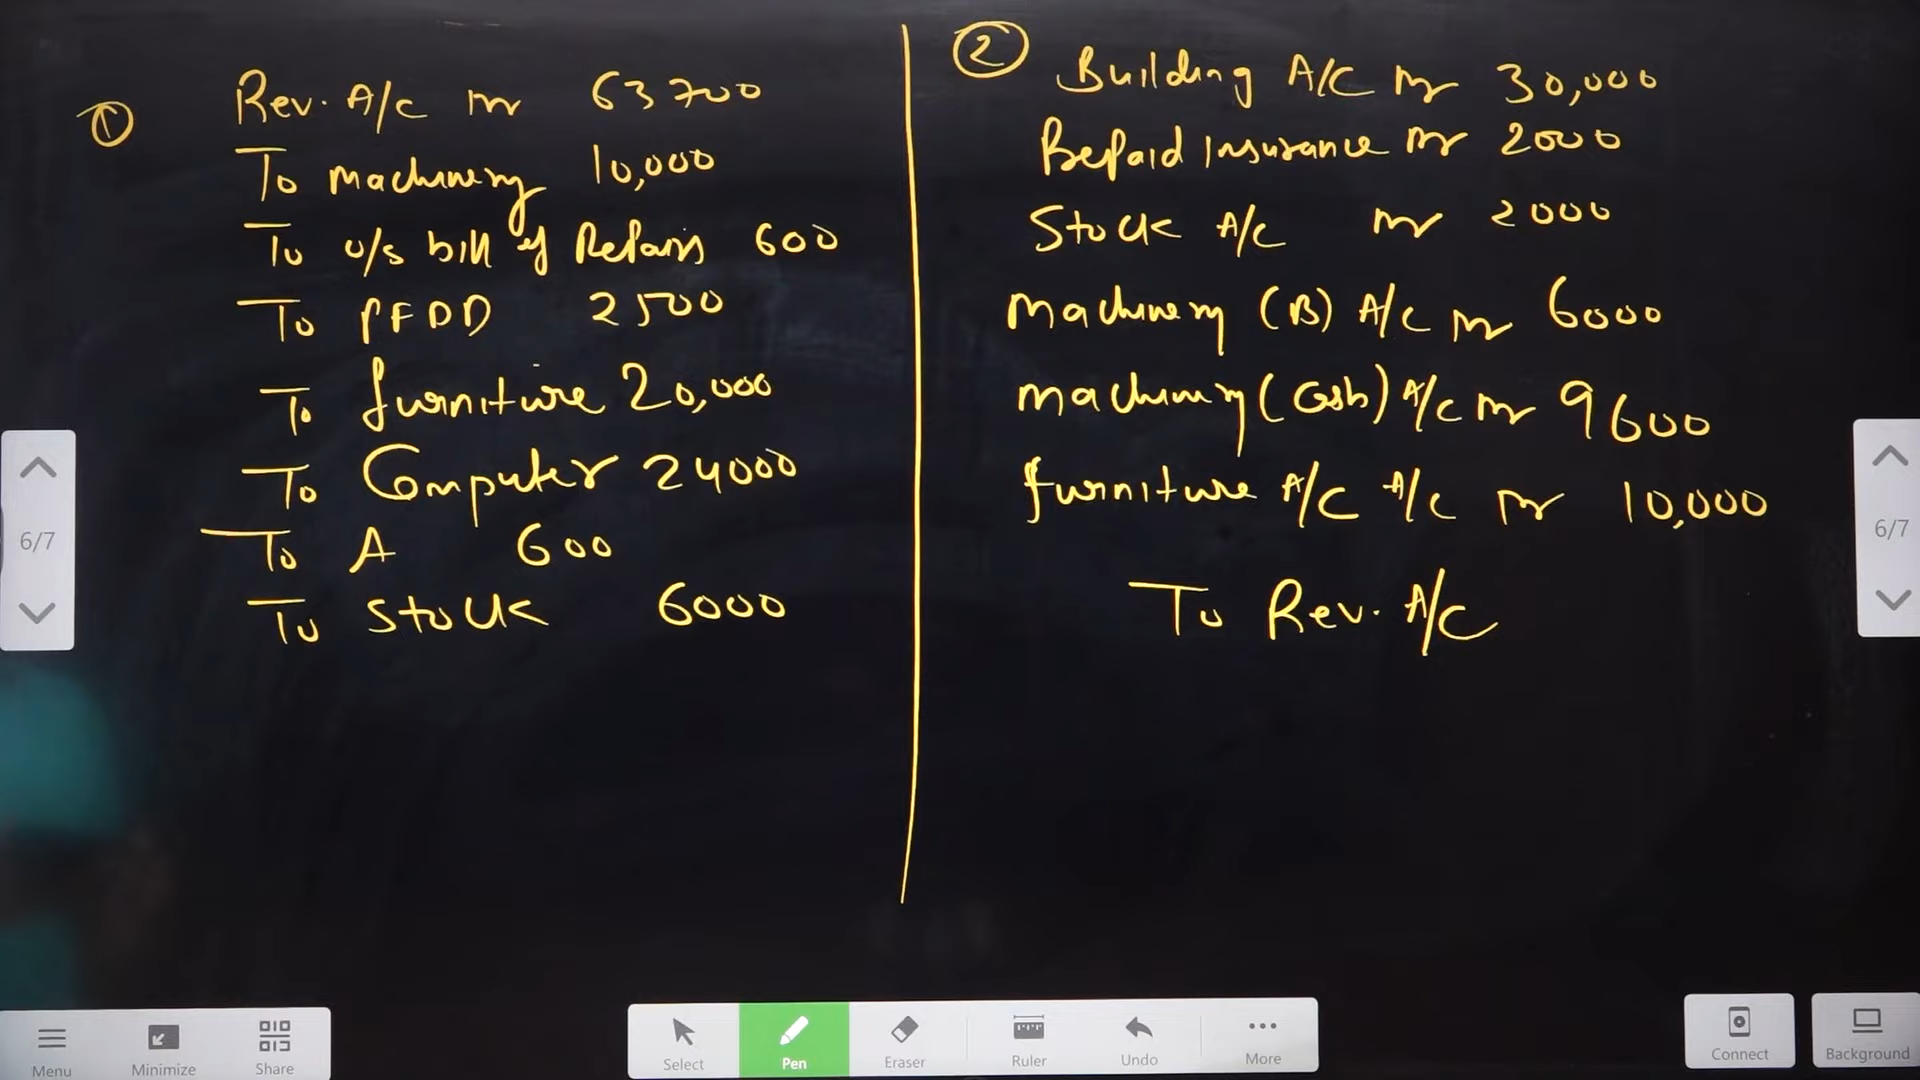 ①
Rev. A/c Dr 63700
To machinery 10,000
To o/s bill of Repairs 600
To PFDD 2500
To furniture 20,000
To Computer 24000
To A 600
To Stock 6000
②
Building A/C Dr 30,000
Prepaid Insurance Dr 2000
Stock A/c Dr 2000
Machinery (B) A/c Dr 6000
Machinery (Cash) A/c Dr 9600
furniture A/C A/c Dr 10,000
To Rev. A/C
6/7
6/7
Menu Minimize Share Select Pen Eraser Ruler Undo More Connect Background